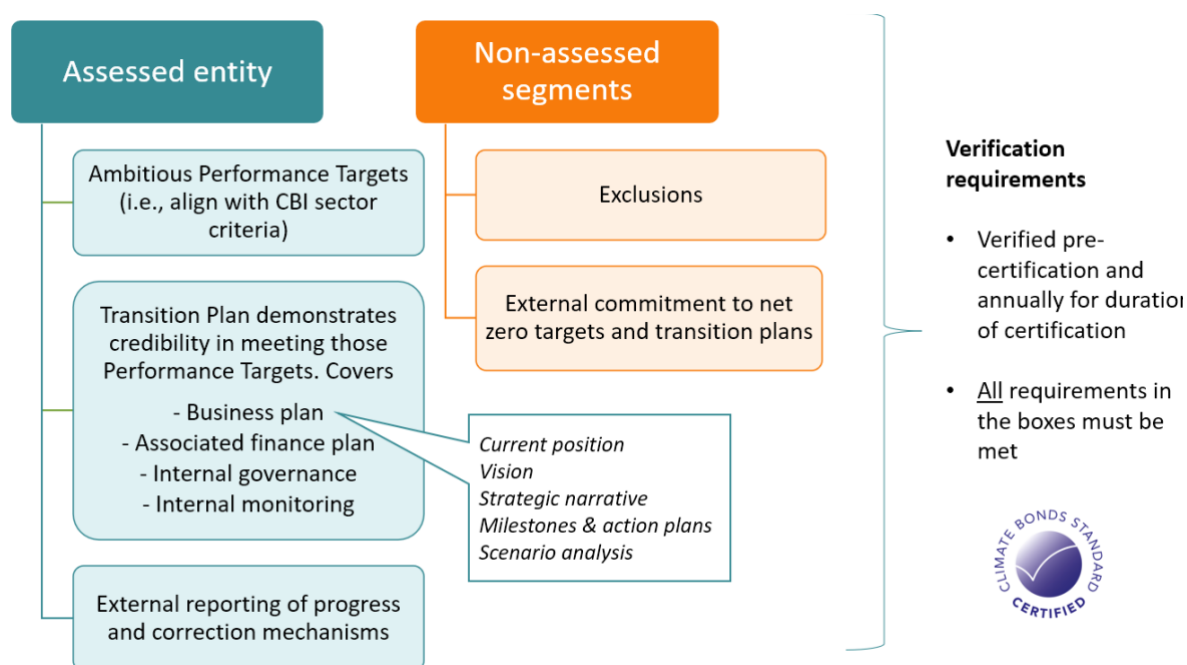 Assessed entity
Ambitious Performance Targets
(i.e., align with CBI sector
criteria)
Transition Plan demonstrates
credibility in meeting those
Performance Targets. Covers
- Business plan
- Associated finance plan
- Internal governance
- Internal monitoring
External reporting of progress
and correction mechanisms
Non-assessed
segments
Exclusions
External commitment to net
zero targets and transition plans
Current position
Vision
Strategic narrative
Milestones & action plans
Scenario analysis
Verification
requirements
• Verified pre-
certification and
annually for duration
of certification
• All requirements in
the boxes must be
met
CLIMATE BONDS STANDARD
CERTIFIED